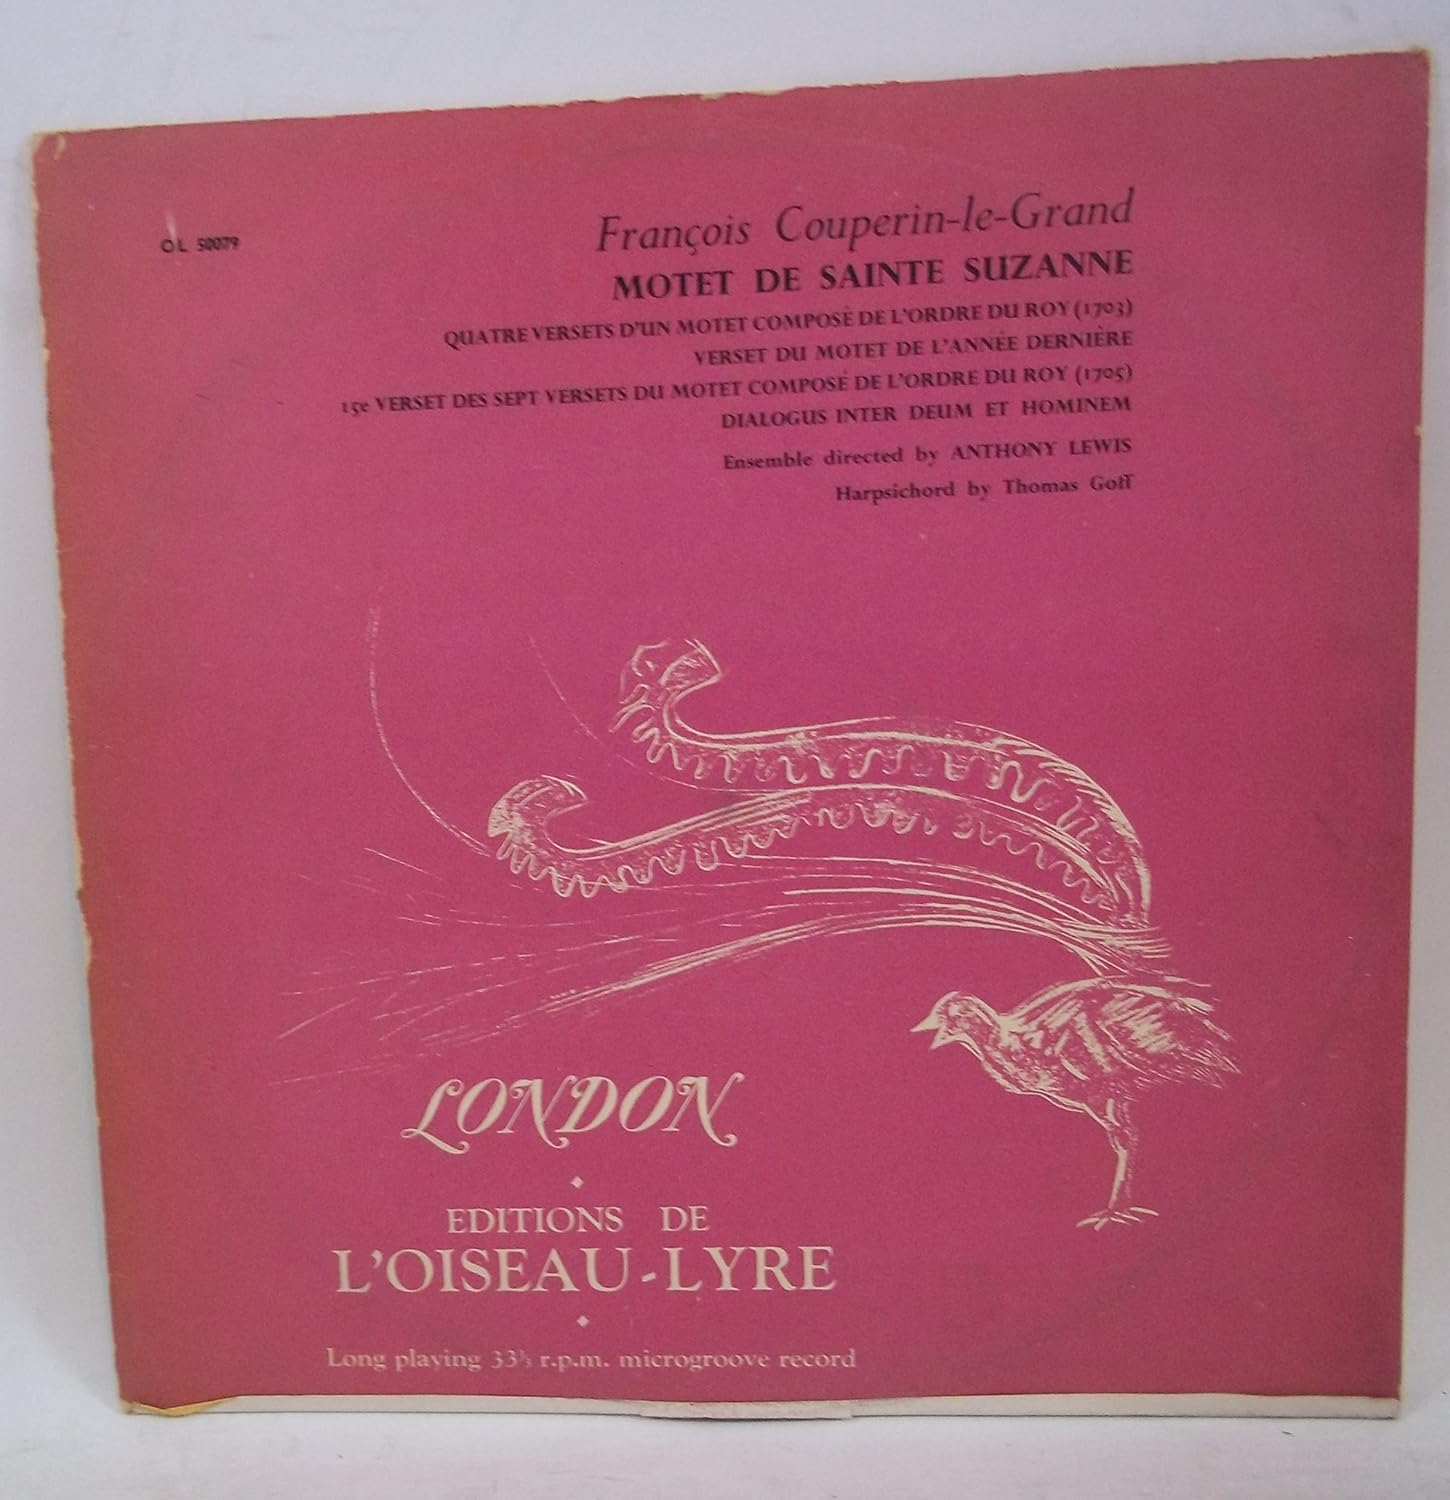 OL 50079
François Couperin-le-Grand
MOTET DE SAINTE SUZANNE
QUATRE VERSETS D'UN MOTET COMPOSÉ DE L'ORDRE DU ROY (1703)
VERSET DU MOTET DE L'ANNÉE DERNIÈRE
15e VERSET DES SEPT VERSETS DU MOTET COMPOSÉ DE L'ORDRE DU ROY (1705)
DIALOGUS INTER DEUM ET HOMINEM
Ensemble directed by ANTHONY LEWIS
Harpsichord by Thomas Goff
LONDON
EDITIONS DE
L'OISEAU-LYRE
Long playing 33⅓ r.p.m. microgroove record